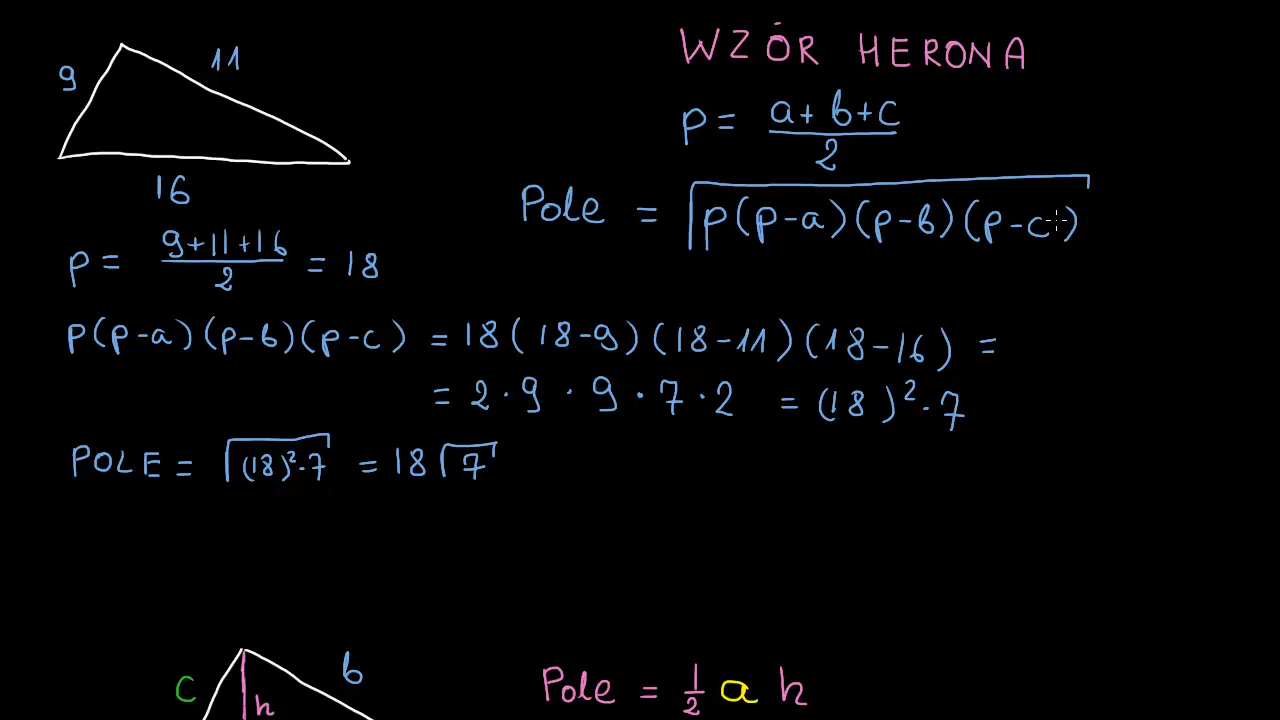 WZÓR HERONA
9
11
16
p = a+b+c / 2
Pole = √p(p-a)(p-b)(p-c)
p = 9+11+16 / 2 = 18
p(p-a)(p-b)(p-c) = 18(18-9)(18-11)(18-16) =
= 2·9·9·7·2 = (18)²·7
POLE = √(18)²·7 = 18√7
c
b
h
Pole = 1/2 a h